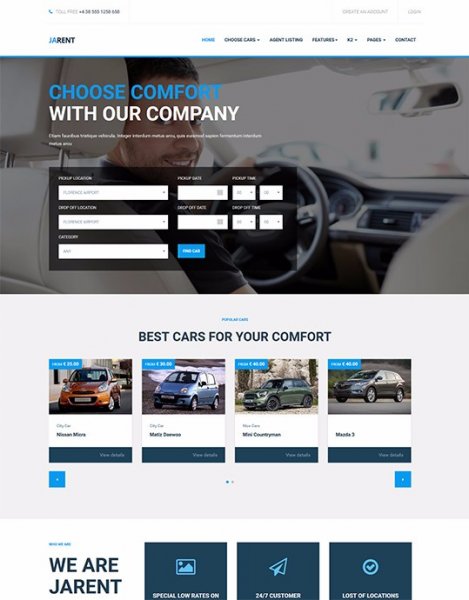 TOLL FREE +6.56 565 1256 658
CREATE AN ACCOUNT
LOGIN
JARENT
HOME CHOOSE CARS AGENT LISTING FEATURES K2 PAGES CONTACT
CHOOSE COMFORT
WITH OUR COMPANY
Etiam faucibus tristique vehicula. Integer interdum metus arcu, quis euismod sapien fermentum interdum
metus arcu
PICKUP LOCATION PICKUP DATE PICKUP TIME
FLORENCE AIRPORT 00 00
DROP OFF LOCATION DROP OFF DATE DROP OFF TIME
FLORENCE AIRPORT 00 00
CATEGORY
ANY FIND CAR
POPULAR CARS
BEST CARS FOR YOUR COMFORT
FROM € 25.00 FROM € 30.00 FROM € 40.00 FROM € 40.00
City Car City Car Nice Cars
Nissan Micra Matiz Daewoo Mini Countryman Mazda 3
View details View details View details View details
WHO WE ARE
WE ARE
JARENT
SPECIAL LOW RATES ON 24/7 CUSTOMER LOST OF LOCATIONS